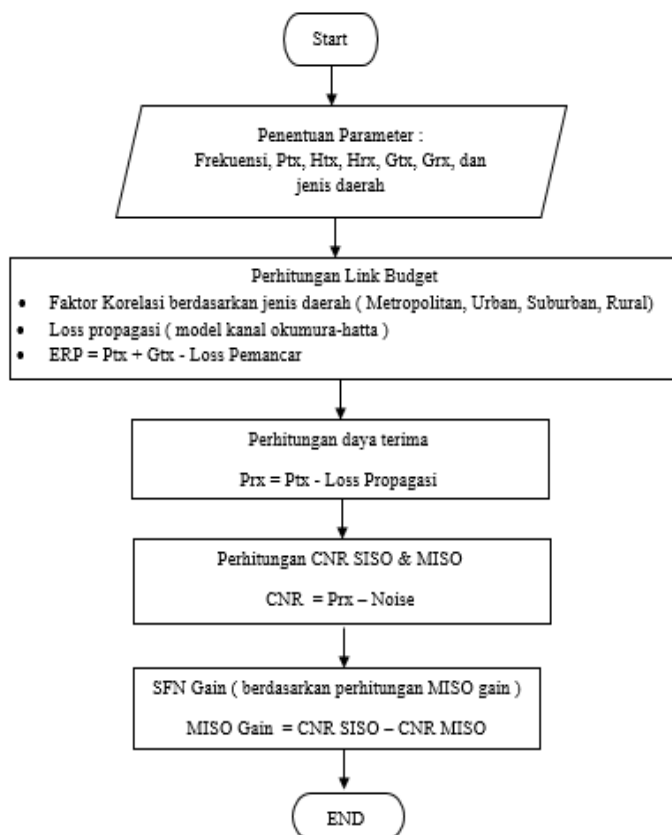 Start
Penentuan Parameter :
Frekuensi, Ptx, Htx, Hrx, Gtx, Grx, dan
jenis daerah
Perhitungan Link Budget
• Faktor Korelasi berdasarkan jenis daerah ( Metropolitan, Urban, Suburban, Rural)
• Loss propagasi ( model kanal okumura-hatta )
• ERP = Ptx + Gtx - Loss Pemancar
Perhitungan daya terima
Prx = Ptx - Loss Propagasi
Perhitungan CNR SISO & MISO
CNR = Prx – Noise
SFN Gain ( berdasarkan perhitungan MISO gain )
MISO Gain = CNR SISO – CNR MISO
END